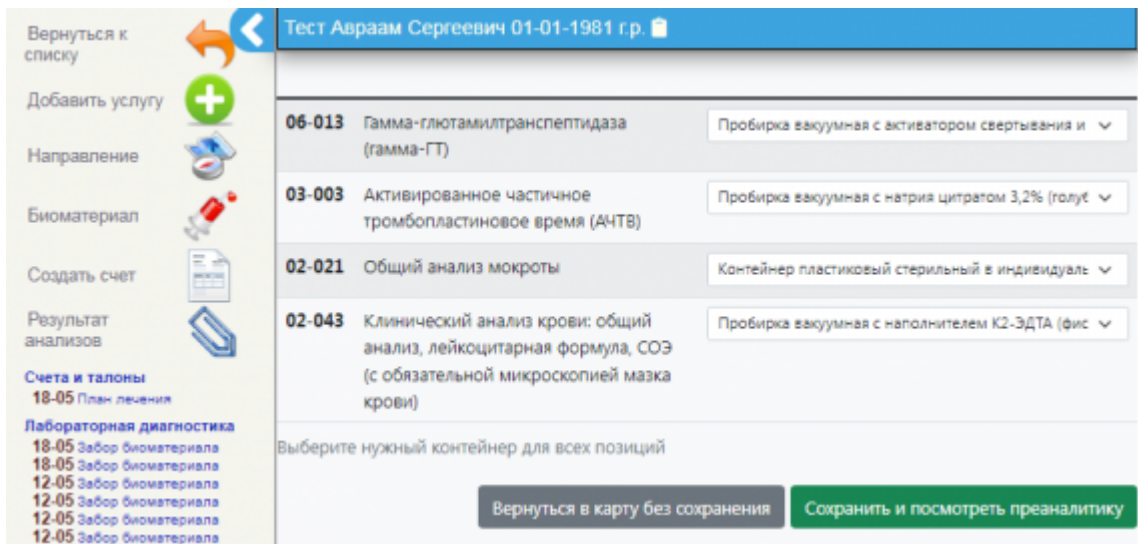 Вернуться к
списку
Добавить услугу
Направление
Биоматериал
Создать счет
Результат
анализов
Счета и талоны
18-05 План лечения
Лабораторная диагностика
18-05 Забор биоматериала
18-05 Забор биоматериала
12-05 Забор биоматериала
12-05 Забор биоматериала
12-05 Забор биоматериала
12-05 Забор биоматериала
Тест Авраам Сергеевич 01-01-1981 г.р.
06-013 Гамма-глютамилтранспептидаза
(гамма-ГТ)
Пробирка вакуумная с активатором свертывания и
03-003 Активированное частичное
тромбопластиновое время (АЧТВ)
Пробирка вакуумная с натрия цитратом 3,2% (голуб
02-021 Общий анализ мокроты
Контейнер пластиковый стерильный в индивидуаль
02-043 Клинический анализ крови: общий
анализ, лейкоцитарная формула, СОЭ
(с обязательной микроскопией мазка
крови)
Пробирка вакуумная с наполнителем К2-ЭДТА (фис
Выберите нужный контейнер для всех позиций
Вернуться в карту без сохранения
Сохранить и посмотреть преаналитику